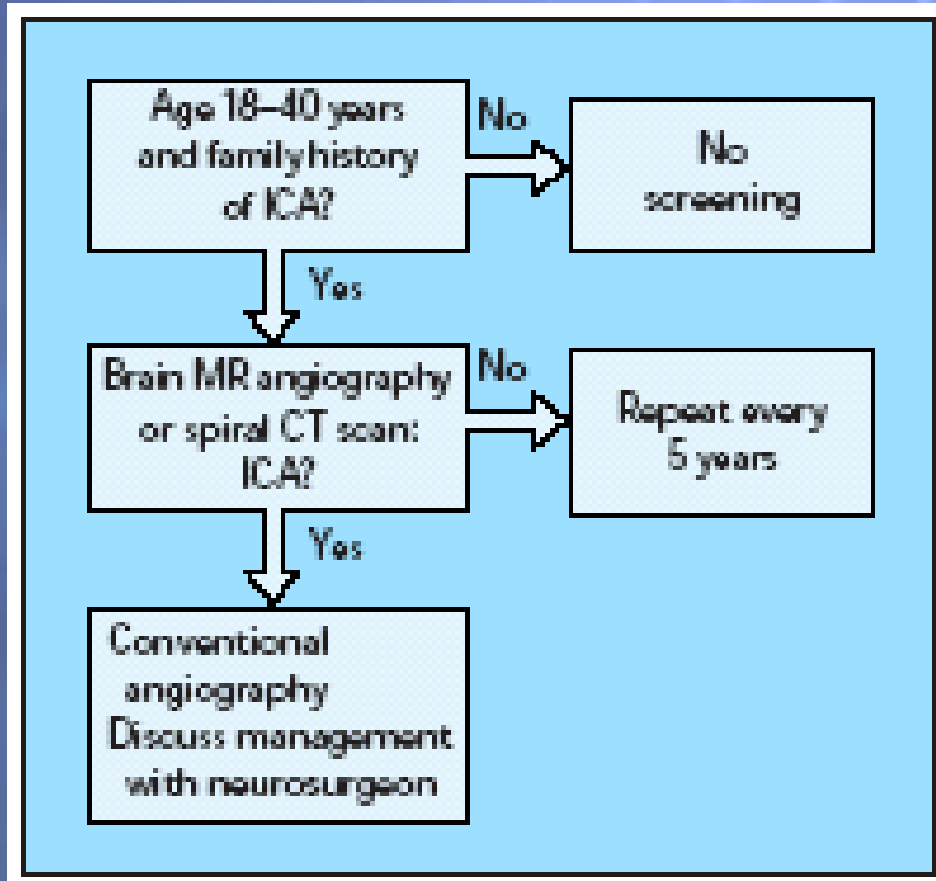 Age 18–40 years
and family history
of ICA?
No
No
screening
Yes
Brain MR angiography
or spiral CT scan:
ICA?
No
Repeat every
5 years
Yes
Conventional
angiography
Discuss management
with neurosurgeon